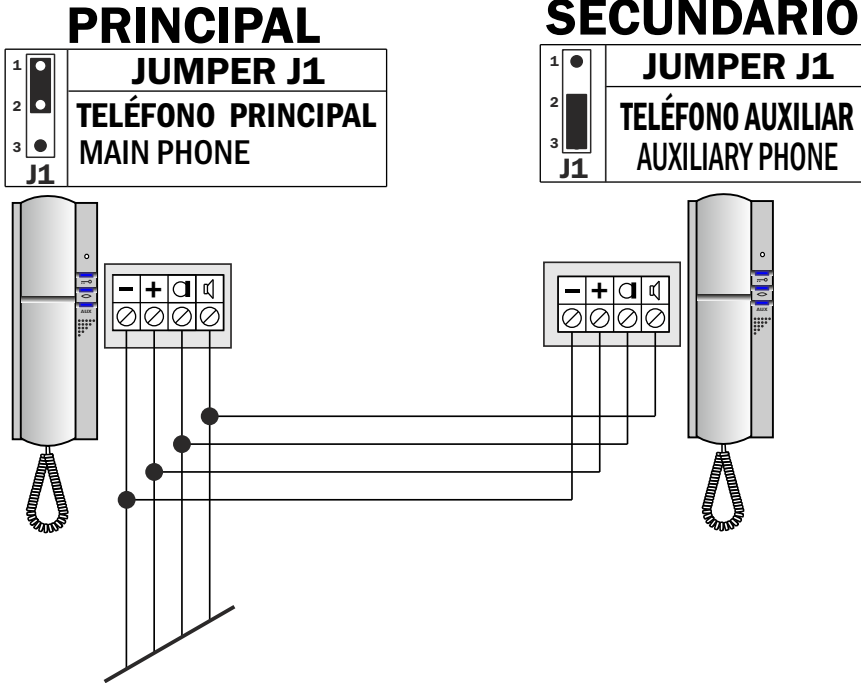 PRINCIPAL
JUMPER J1
1
2
3
J1
TELÉFONO PRINCIPAL
MAIN PHONE
SECUNDARIO
JUMPER J1
1
2
3
J1
TELÉFONO AUXILIAR
AUXILIARY PHONE
AUX
- +
- +
AUX